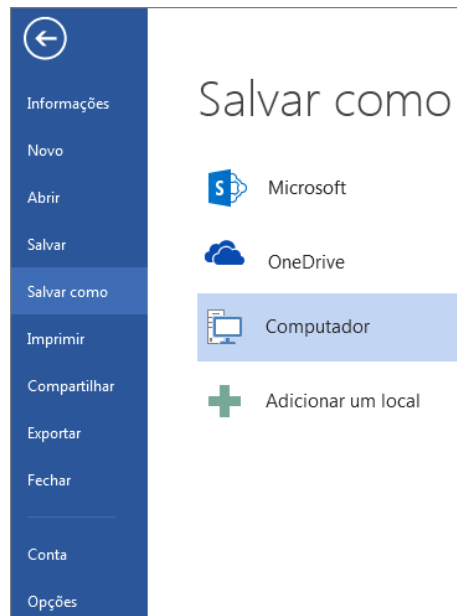 Informações
Novo
Abrir
Salvar
Salvar como
Imprimir
Compartilhar
Exportar
Fechar
Conta
Opções
Salvar como
S
Microsoft
OneDrive
Computador
Adicionar um local